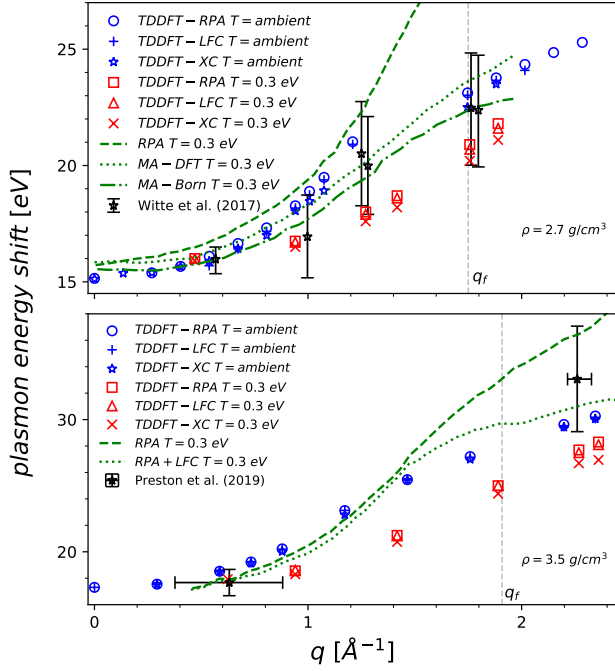 plasmon energy shift [eV]
25
20
15
TDDFT−RPA T = ambient
TDDFT−LFC T = ambient
TDDFT−XC T = ambient
TDDFT−RPA T = 0.3 eV
TDDFT−LFC T = 0.3 eV
TDDFT−XC T = 0.3 eV
RPA T = 0.3 eV
MA−DFT T = 0.3 eV
MA−Born T = 0.3 eV
Witte et al. (2017)
ρ = 2.7 g/cm³
q_f
30
20
TDDFT−RPA T = ambient
TDDFT−LFC T = ambient
TDDFT−XC T = ambient
TDDFT−RPA T = 0.3 eV
TDDFT−LFC T = 0.3 eV
TDDFT−XC T = 0.3 eV
RPA T = 0.3 eV
RPA + LFC T = 0.3 eV
Preston et al. (2019)
ρ = 3.5 g/cm³
q_f
0 1 2
q [Å⁻¹]